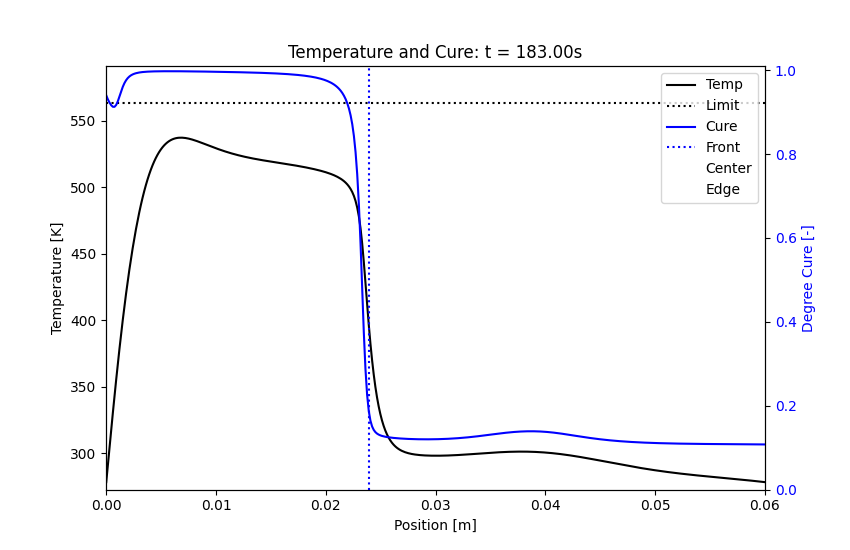 Temperature and Cure: t = 183.00s
Temp
Limit
Cure
Front
Center
Edge
550
500
450
400
350
300
Temperature [K]
1.0
0.8
0.6
0.4
0.2
0.0
Degree Cure [-]
0.00 0.01 0.02 0.03 0.04 0.05 0.06
Position [m]